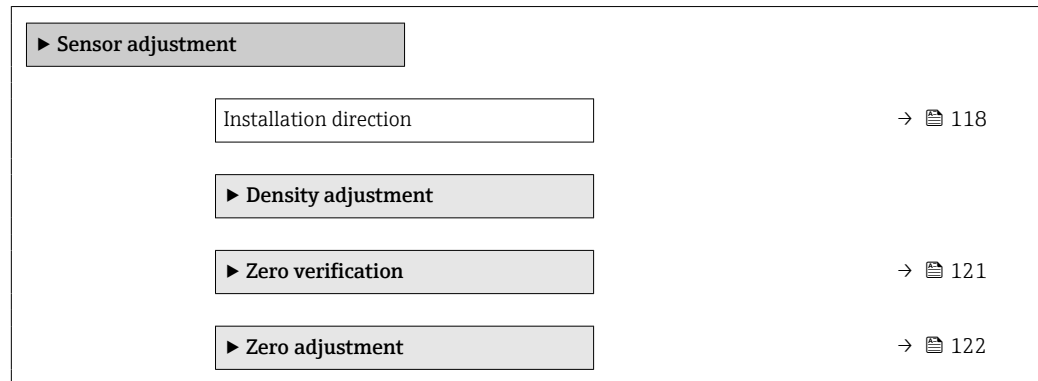 ▶ Sensor adjustment
Installation direction → 🖺 118
▶ Density adjustment
▶ Zero verification → 🖺 121
▶ Zero adjustment → 🖺 122